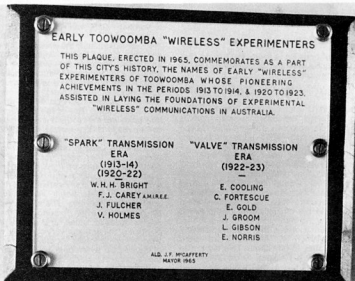 EARLY TOOWOOMBA "WIRELESS" EXPERIMENTERS
THIS PLAQUE, ERECTED IN 1965, COMMEMORATES AS A PART
OF THIS CITY'S HISTORY, THE NAMES OF EARLY "WIRELESS"
EXPERIMENTERS OF TOOWOOMBA WHOSE PIONEERING
ACHIEVEMENTS IN THE PERIODS 1913 TO 1914, & 1920 TO 1923,
ASSISTED IN LAYING THE FOUNDATIONS OF EXPERIMENTAL
"WIRELESS" COMMUNICATIONS IN AUSTRALIA.
"SPARK" TRANSMISSION
ERA
(1913-14)
(1920-22)
W. H. H. BRIGHT
F. J. CAREY A.M.I.R.E.E.
J. FULCHER
V. HOLMES
"VALVE" TRANSMISSION
ERA
(1922-23)
E. COOLING
C. FORTESCUE
E. GOLD
J. GROOM
L. GIBSON
E. NORRIS
ALD. J. F. McCAFFERTY
MAYOR 1965